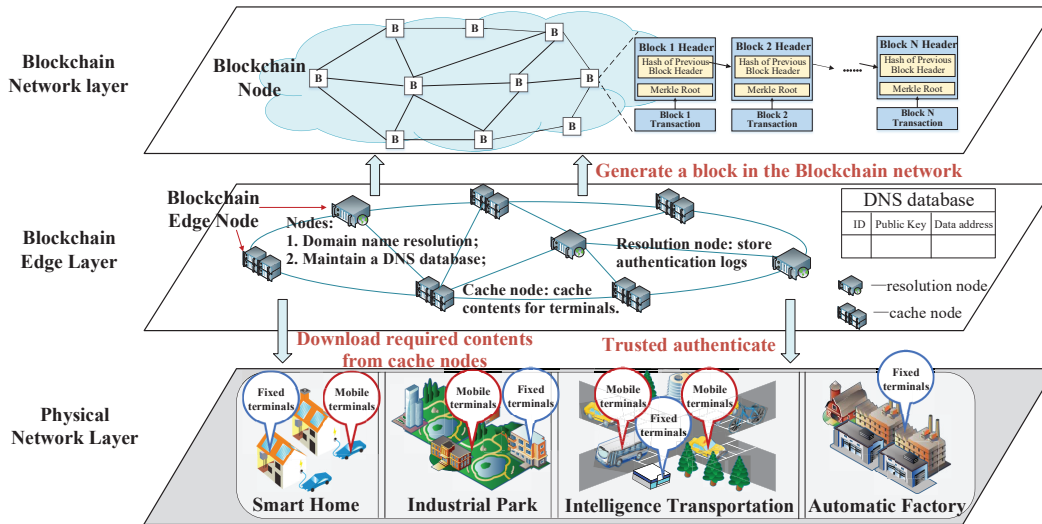 Blockchain
Network layer
Blockchain
Node
B
B
B
B
B
B
B
B
B
B
B
Block 1 Header
Hash of Previous
Block Header
Merkle Root
Block 1
Transaction
Block 2 Header
Hash of Previous
Block Header
Merkle Root
Block 2
Transaction
......
Block N Header
Hash of Previous
Block Header
Merkle Root
Block N
Transaction
Generate a block in the Blockchain network
Blockchain
Edge Layer
Blockchain
Edge Node
Nodes:
1. Domain name resolution;
2. Maintain a DNS database;
Resolution node: store
authentication logs
Cache node: cache
contents for terminals.
DNS database
ID Public Key Data address
—resolution node
—cache node
Download required contents
from cache nodes
Trusted authenticate
Physical
Network Layer
Fixed
terminals
Mobile
terminals
Smart Home
Mobile
terminals
Fixed
terminals
Industrial Park
Mobile
terminals
Fixed
terminals
Mobile
terminals
Intelligence Transportation
Fixed
terminals
Automatic Factory